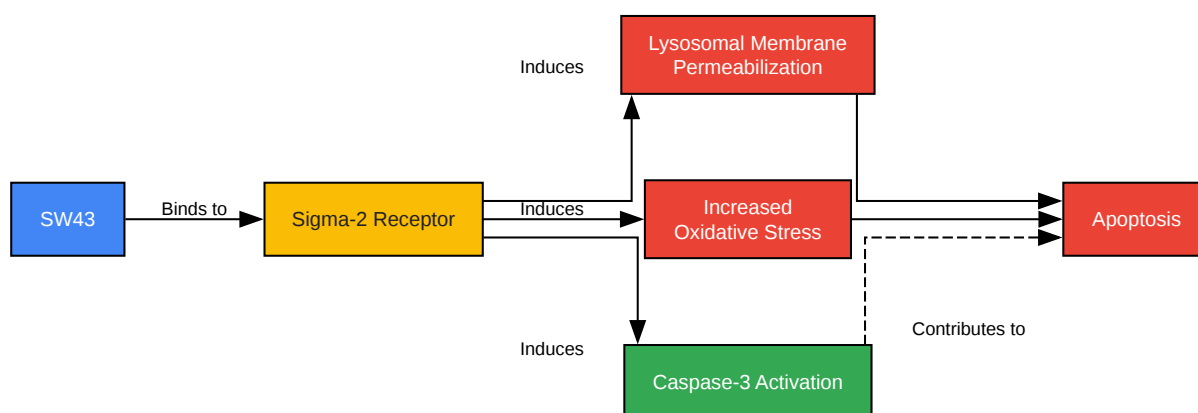 Lysosomal Membrane
Permeabilization
Induces
SW43
Binds to
Sigma-2 Receptor
Induces
Increased
Oxidative Stress
Apoptosis
Contributes to
Induces
Caspase-3 Activation